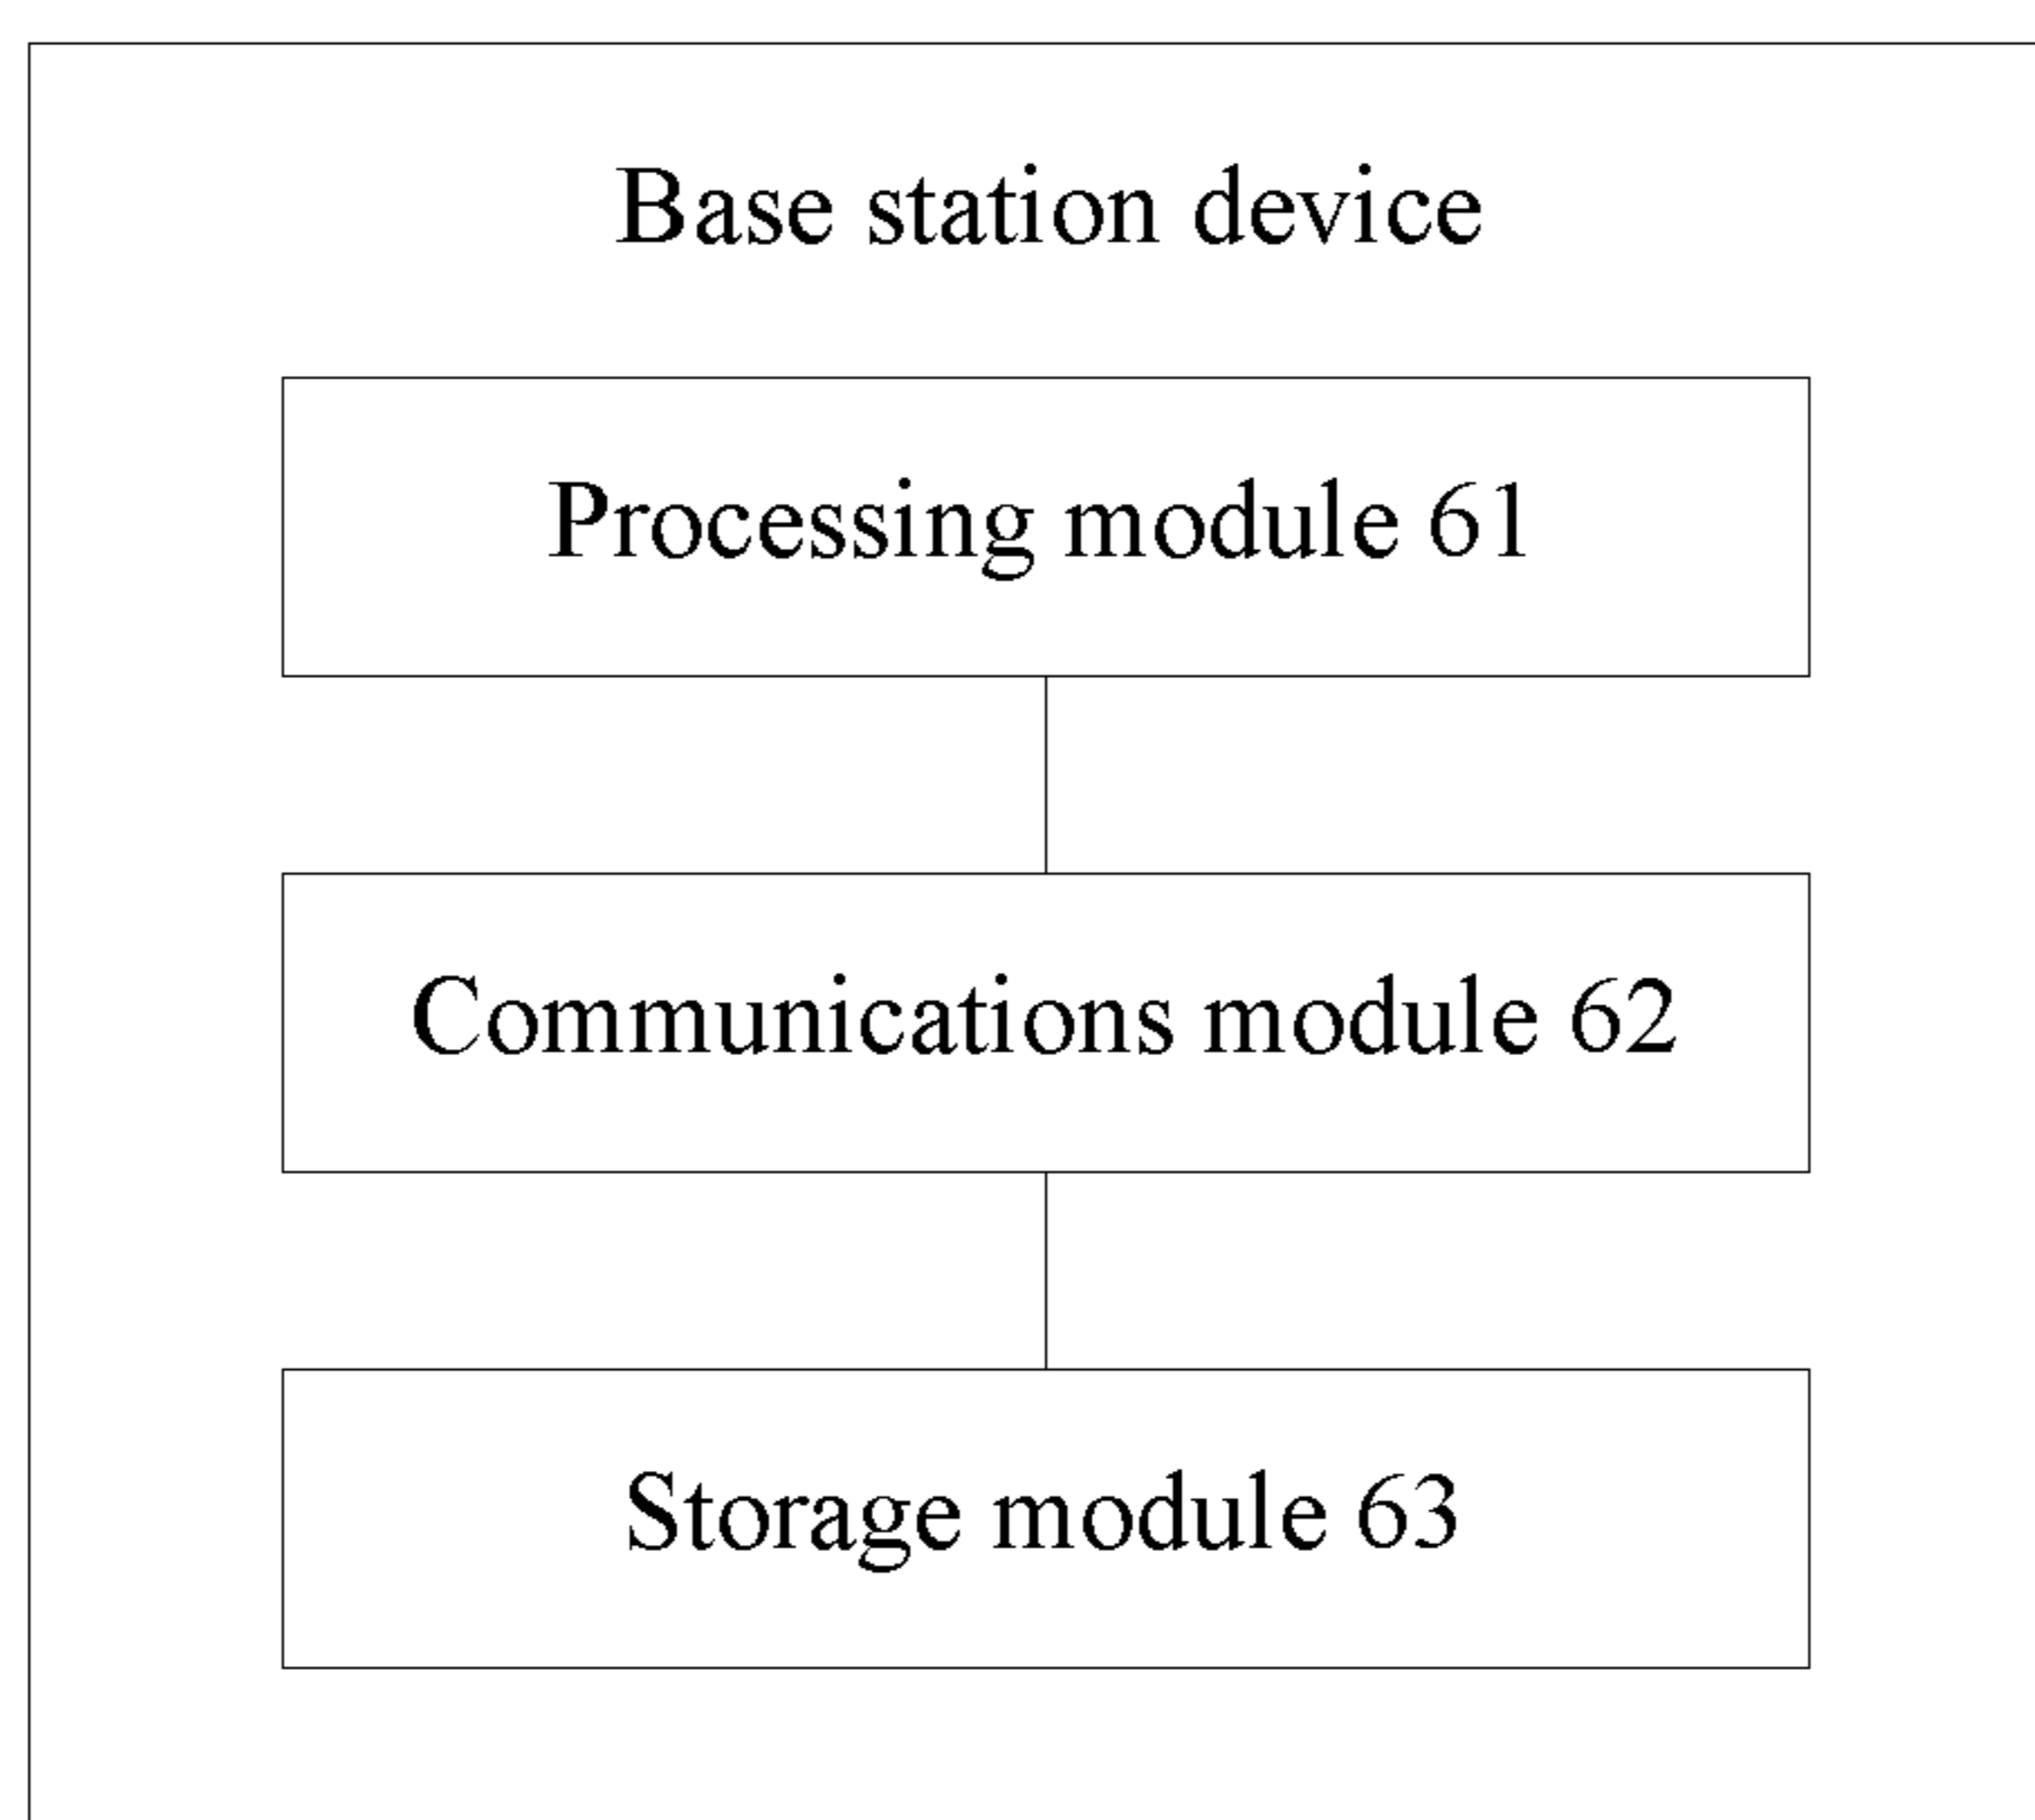 Base station device
Processing module 61
Communications module 62
Storage module 63